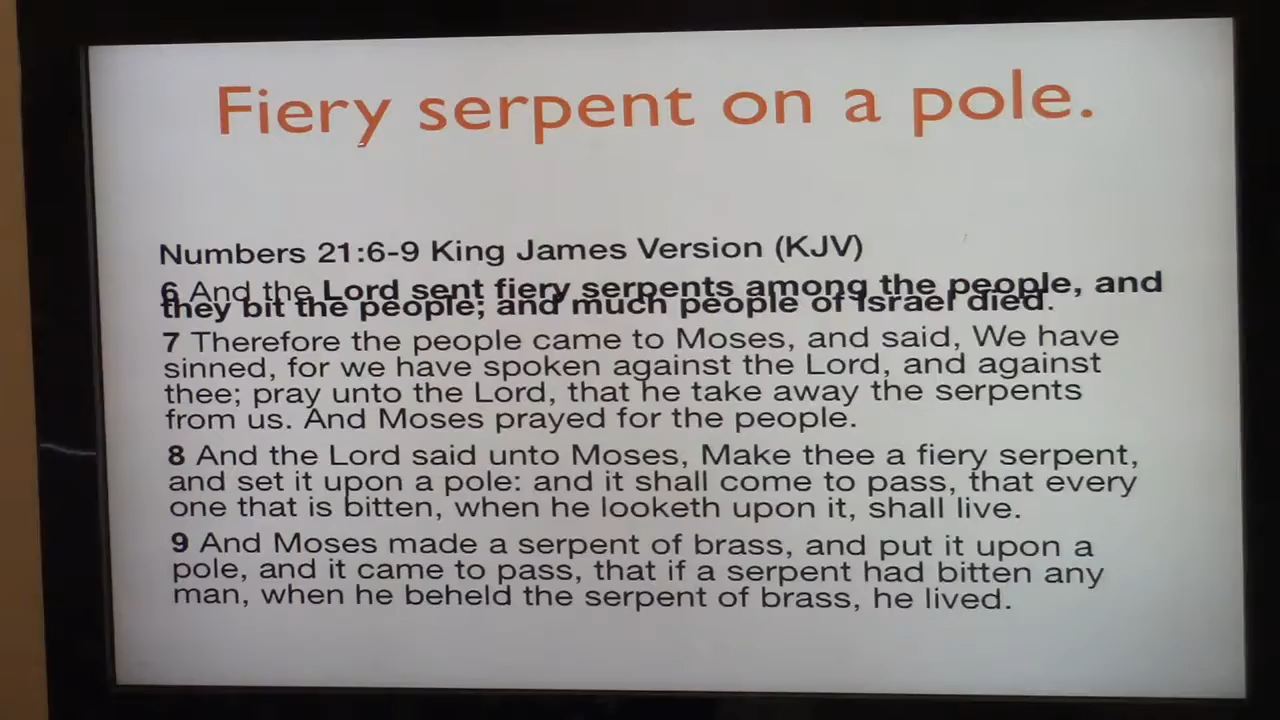 Fiery serpent on a pole.
Numbers 21:6-9 King James Version (KJV)
6 And the Lord sent fiery serpents among the people, and
they bit the people; and much people of Israel died.
7 Therefore the people came to Moses, and said, We have
sinned, for we have spoken against the Lord, and against
thee; pray unto the Lord, that he take away the serpents
from us. And Moses prayed for the people.
8 And the Lord said unto Moses, Make thee a fiery serpent,
and set it upon a pole: and it shall come to pass, that every
one that is bitten, when he looketh upon it, shall live.
9 And Moses made a serpent of brass, and put it upon a
pole, and it came to pass, that if a serpent had bitten any
man, when he beheld the serpent of brass, he lived.